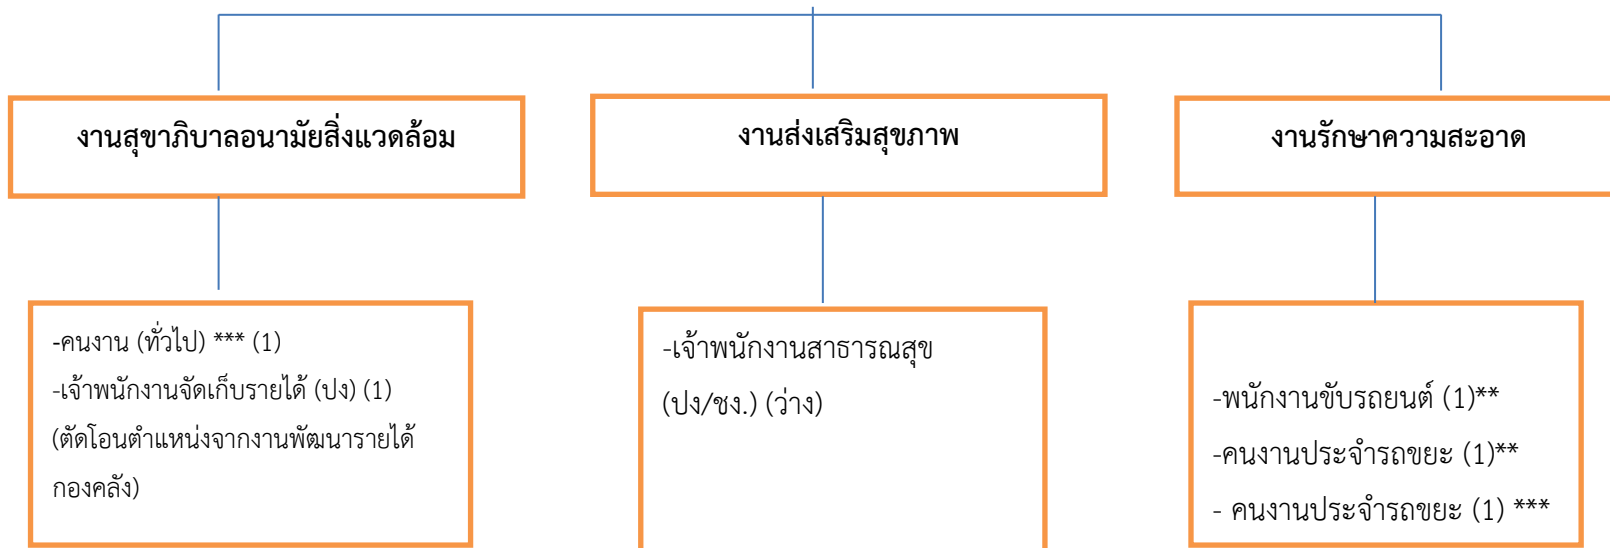 งานสุขาภิบาลอนามัยสิ่งแวดล้อม
งานส่งเสริมสุขภาพ
งานรักษาความสะอาด
-คนงาน (ทั่วไป) *** (1)
-เจ้าพนักงานจัดเก็บรายได้ (ปง) (1)
(ตัดโอนตำแหน่งจากงานพัฒนารายได้
กองคลัง)
-เจ้าพนักงานสาธารณสุข
(ปง/ชง.) (ว่าง)
-พนักงานขับรถยนต์ (1)**
-คนงานประจำรถขยะ (1)**
- คนงานประจำรถขยะ (1) ***